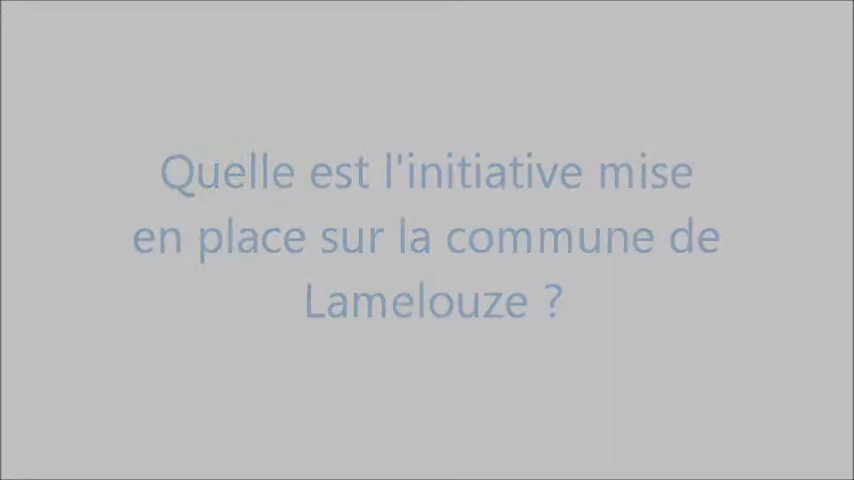 Quelle est l'initiative mise
en place sur la commune de
Lamelouze ?